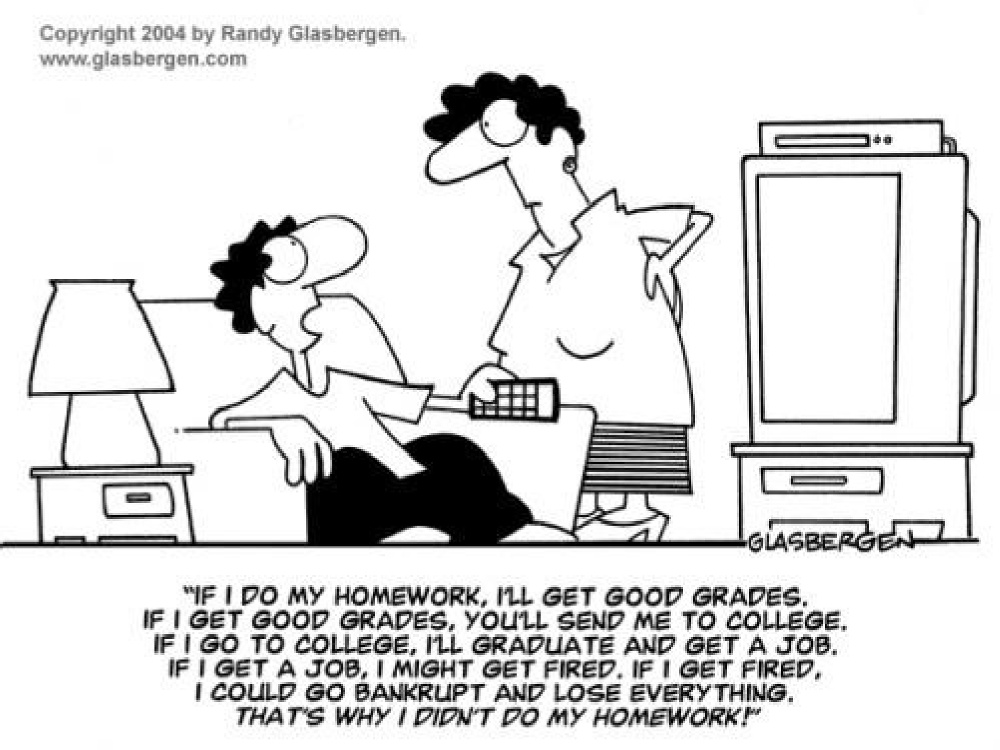 Copyright 2004 by Randy Glasbergen.
www.glasbergen.com
GLASBERGEN
"IF I DO MY HOMEWORK, I'LL GET GOOD GRADES.
IF I GET GOOD GRADES, YOU'LL SEND ME TO COLLEGE.
IF I GO TO COLLEGE, I'LL GRADUATE AND GET A JOB.
IF I GET A JOB, I MIGHT GET FIRED. IF I GET FIRED,
I COULD GO BANKRUPT AND LOSE EVERYTHING.
THAT'S WHY I DIDN'T DO MY HOMEWORK!"